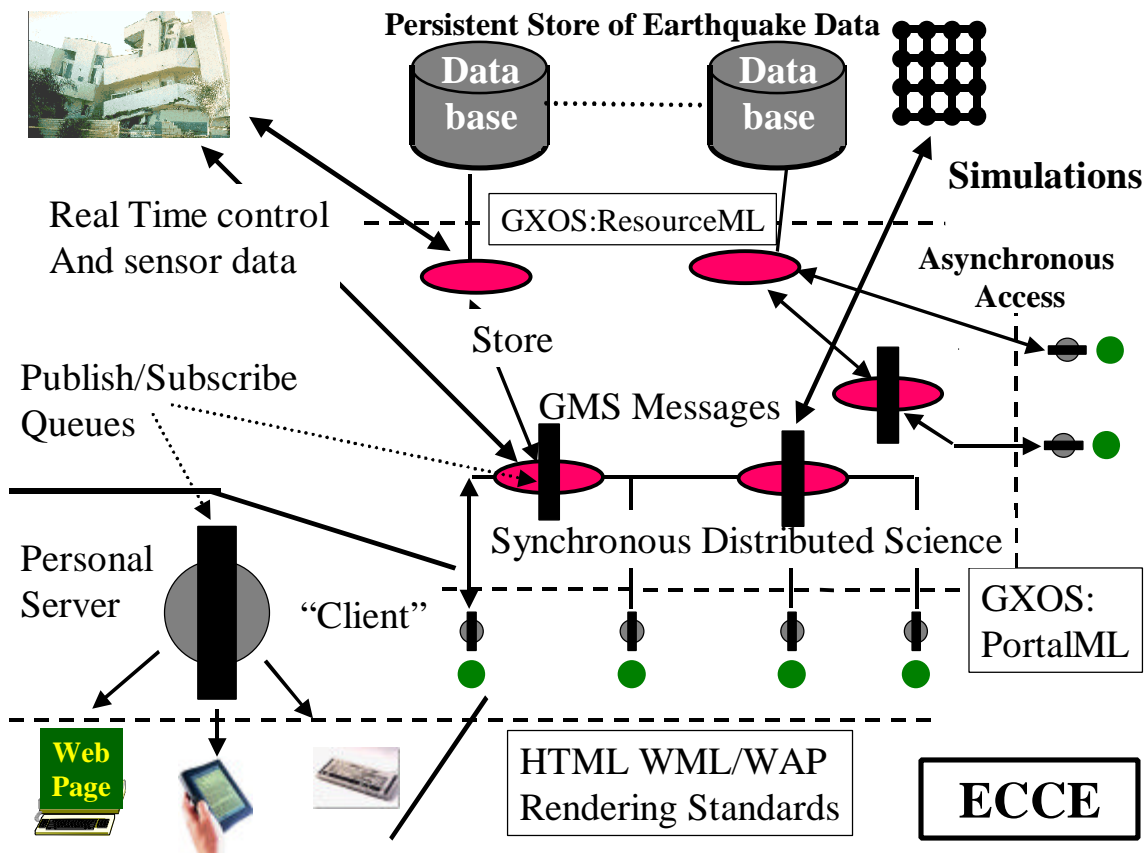 Persistent Store of Earthquake Data
Data
base
Data
base
Simulations
Real Time control
And sensor data
GXOS:ResourceML
Asynchronous
Access
Store
Publish/Subscribe
Queues
GMS Messages
Synchronous Distributed Science
Personal
Server
“Client”
GXOS:
PortalML
Web
Page
HTML WML/WAP
Rendering Standards
ECCE